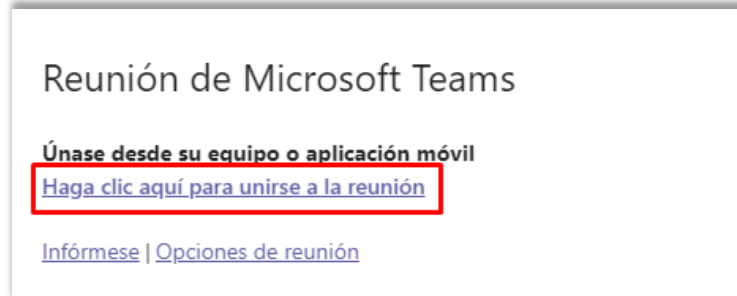 Reunión de Microsoft Teams
Únase desde su equipo o aplicación móvil
Haga clic aquí para unirse a la reunión
Infórmese | Opciones de reunión